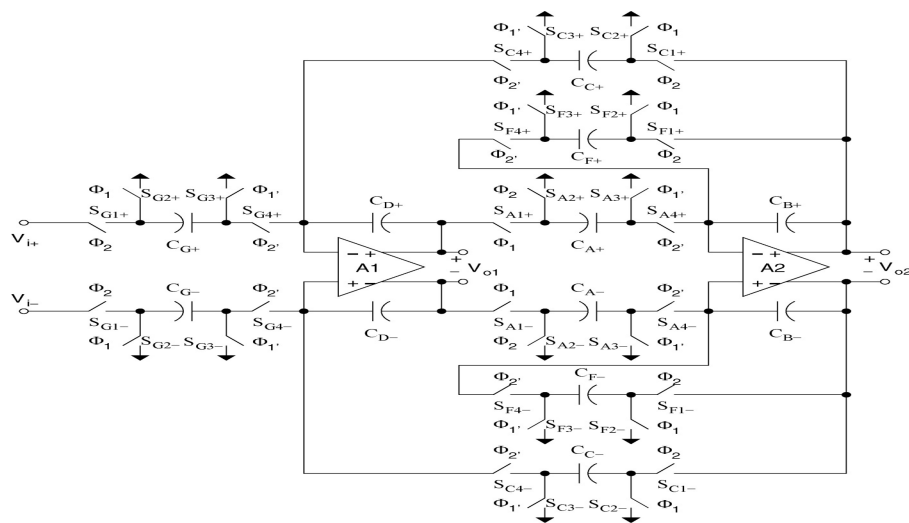 Φ1' SC3+ SC2+ Φ1
SC4+ SC1+
Φ2' CC+ Φ2
Φ1' SF3+ SF2+ Φ1
SF4+ SF1+
Φ2' CF+ Φ2
Φ1 SG2+ SG3+ Φ1' CD+ Φ2 SA2+ SA3+ Φ1' CB+
SG1+ SG4+ SA1+ SA4+
Vi+ Φ2 CG+ Φ2' Φ1 CA+ Φ2'
− + + − +
A1 − Vo1 A2 − Vo2
+ − + −
Vi− Φ2 CG− Φ2' Φ1 CA− Φ2'
SG1− SG4− CD− SA1− SA4− CB−
Φ1 SG2− SG3− Φ1' Φ2 SA2− SA3− Φ1'
Φ2' CF− Φ2
SF4− SF1−
Φ1' SF3− SF2− Φ1
Φ2' CC− Φ2
SC4− SC1−
Φ1' SC3− SC2− Φ1